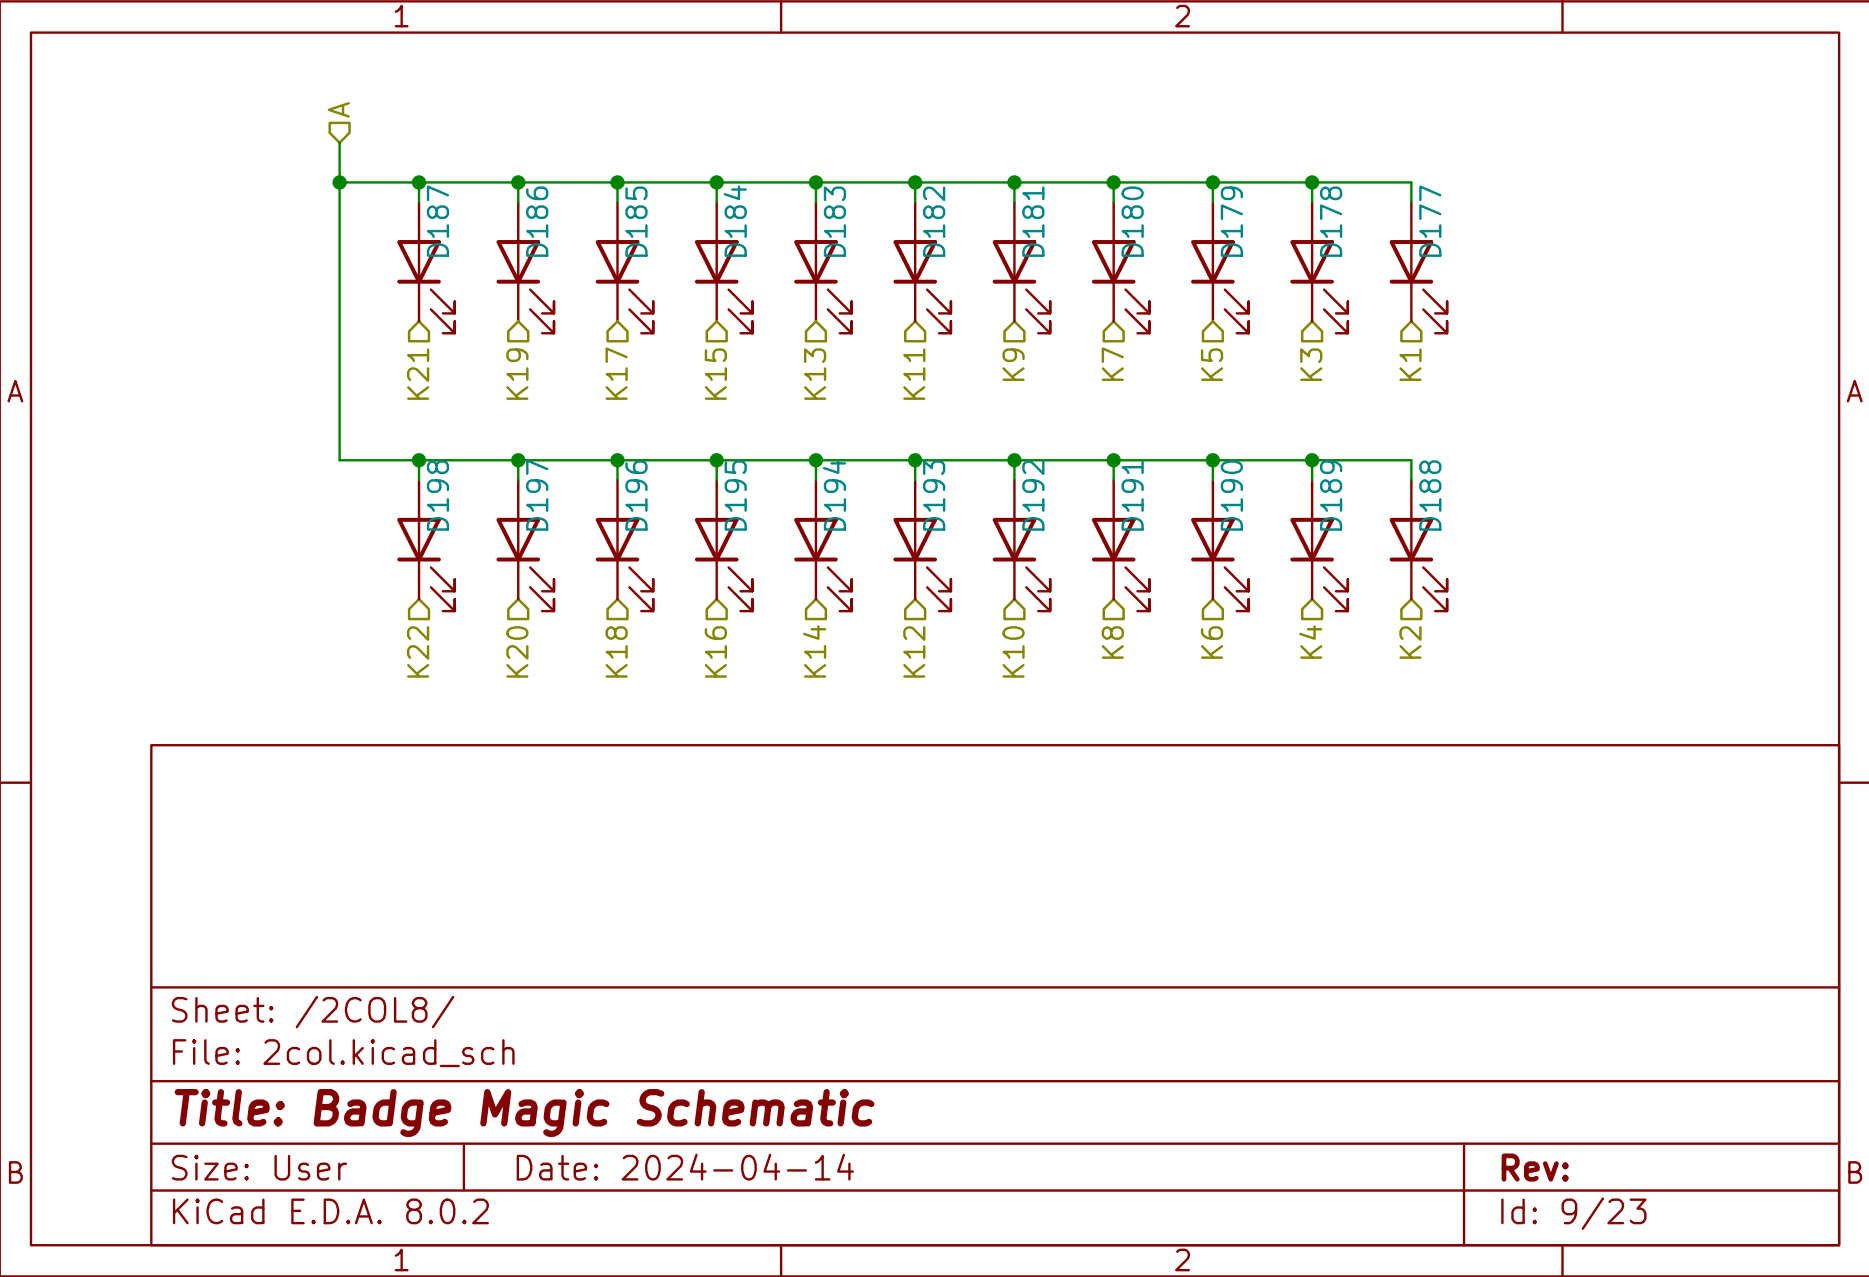 1 2
A
D187 D186 D185 D184 D183 D182 D181 D180 D179 D178 D177
K21 K19 K17 K15 K13 K11 K9 K7 K5 K3 K1
A A
D198 D197 D196 D195 D194 D193 D192 D191 D190 D189 D188
K22 K20 K18 K16 K14 K12 K10 K8 K6 K4 K2
Sheet: /2COL8/
File: 2col.kicad_sch
Title: Badge Magic Schematic
B B
Size: User Date: 2024-04-14 Rev:
KiCad E.D.A. 8.0.2 Id: 9/23
1 2